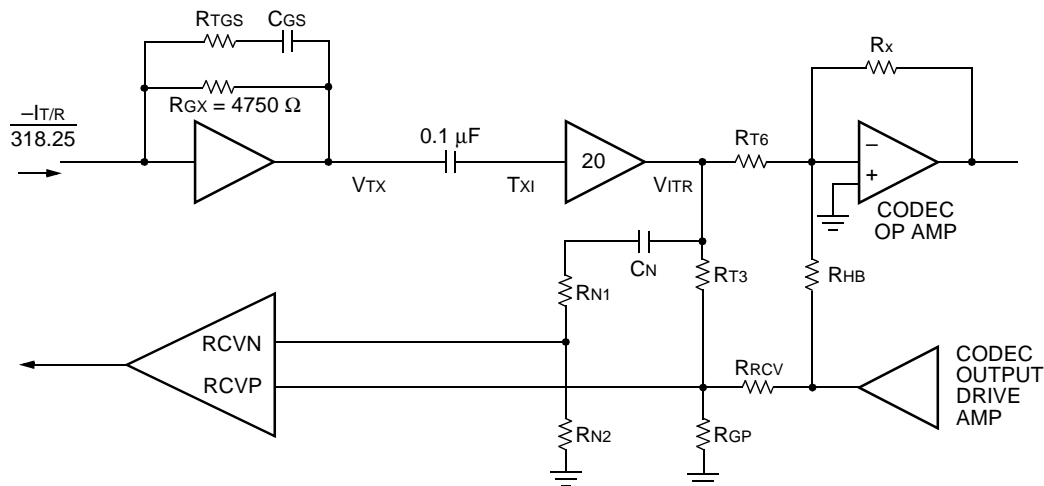 RTGS
CGS
RGX = 4750 Ω
–IT/R
318.25
VTX
0.1 μF
TXI
20
VITR
RT6
RX
–
+
CODEC
OP AMP
CN
RN1
RT3
RHB
RCVN
RCVP
RRCV
CODEC
OUTPUT
DRIVE
AMP
RN2
RGP